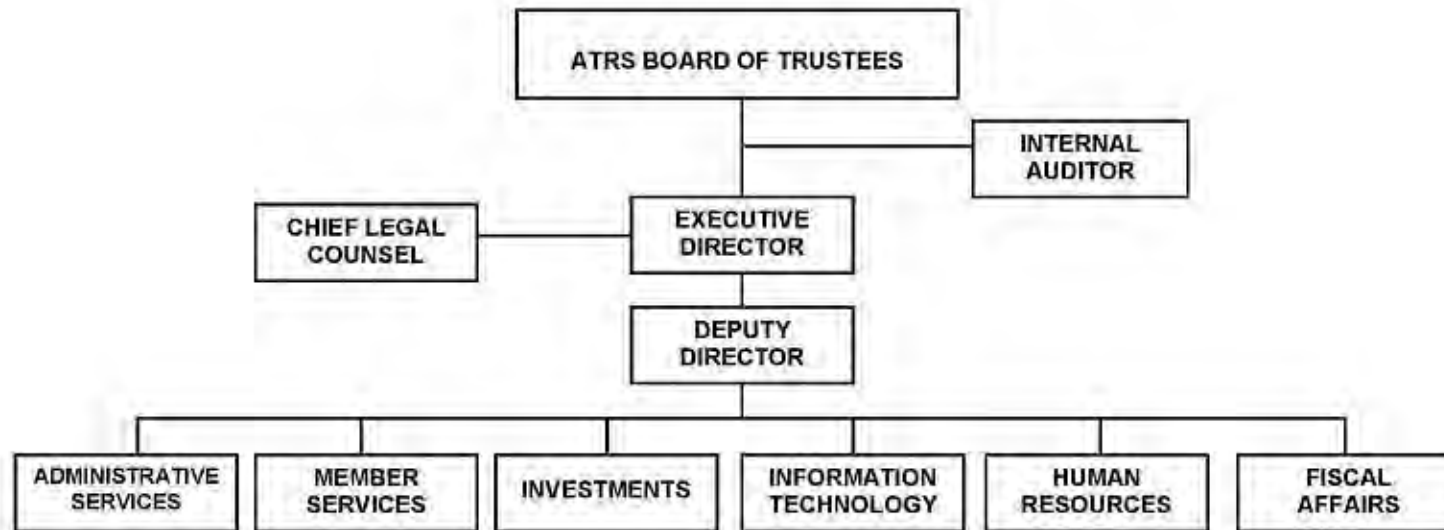 ATRS BOARD OF TRUSTEES
INTERNAL
AUDITOR
CHIEF LEGAL
COUNSEL
EXECUTIVE
DIRECTOR
DEPUTY
DIRECTOR
ADMINISTRATIVE
SERVICES
MEMBER
SERVICES
INVESTMENTS
INFORMATION
TECHNOLOGY
HUMAN
RESOURCES
FISCAL
AFFAIRS